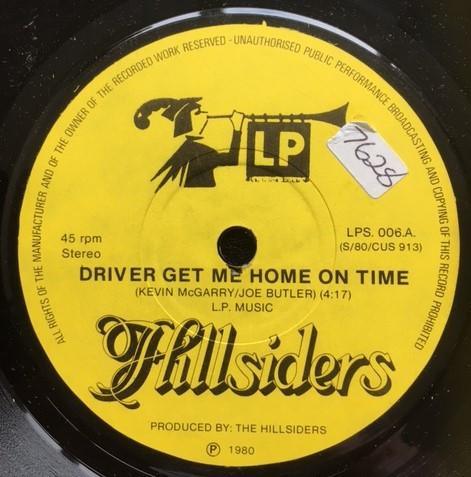 ALL RIGHTS OF THE MANUFACTURER AND OF THE OWNER OF THE RECORDED WORK RESERVED - UNAUTHORISED PUBLIC PERFORMANCE BROADCASTING AND COPYING OF THIS RECORD PROHIBITED
LP
7628
45 rpm
Stereo
LPS. 006.A.
(S/80/CUS 913)
DRIVER GET ME HOME ON TIME
(KEVIN McGARRY/JOE BUTLER) (4:17)
L.P. MUSIC
Hillsiders
PRODUCED BY: THE HILLSIDERS
Ⓟ 1980